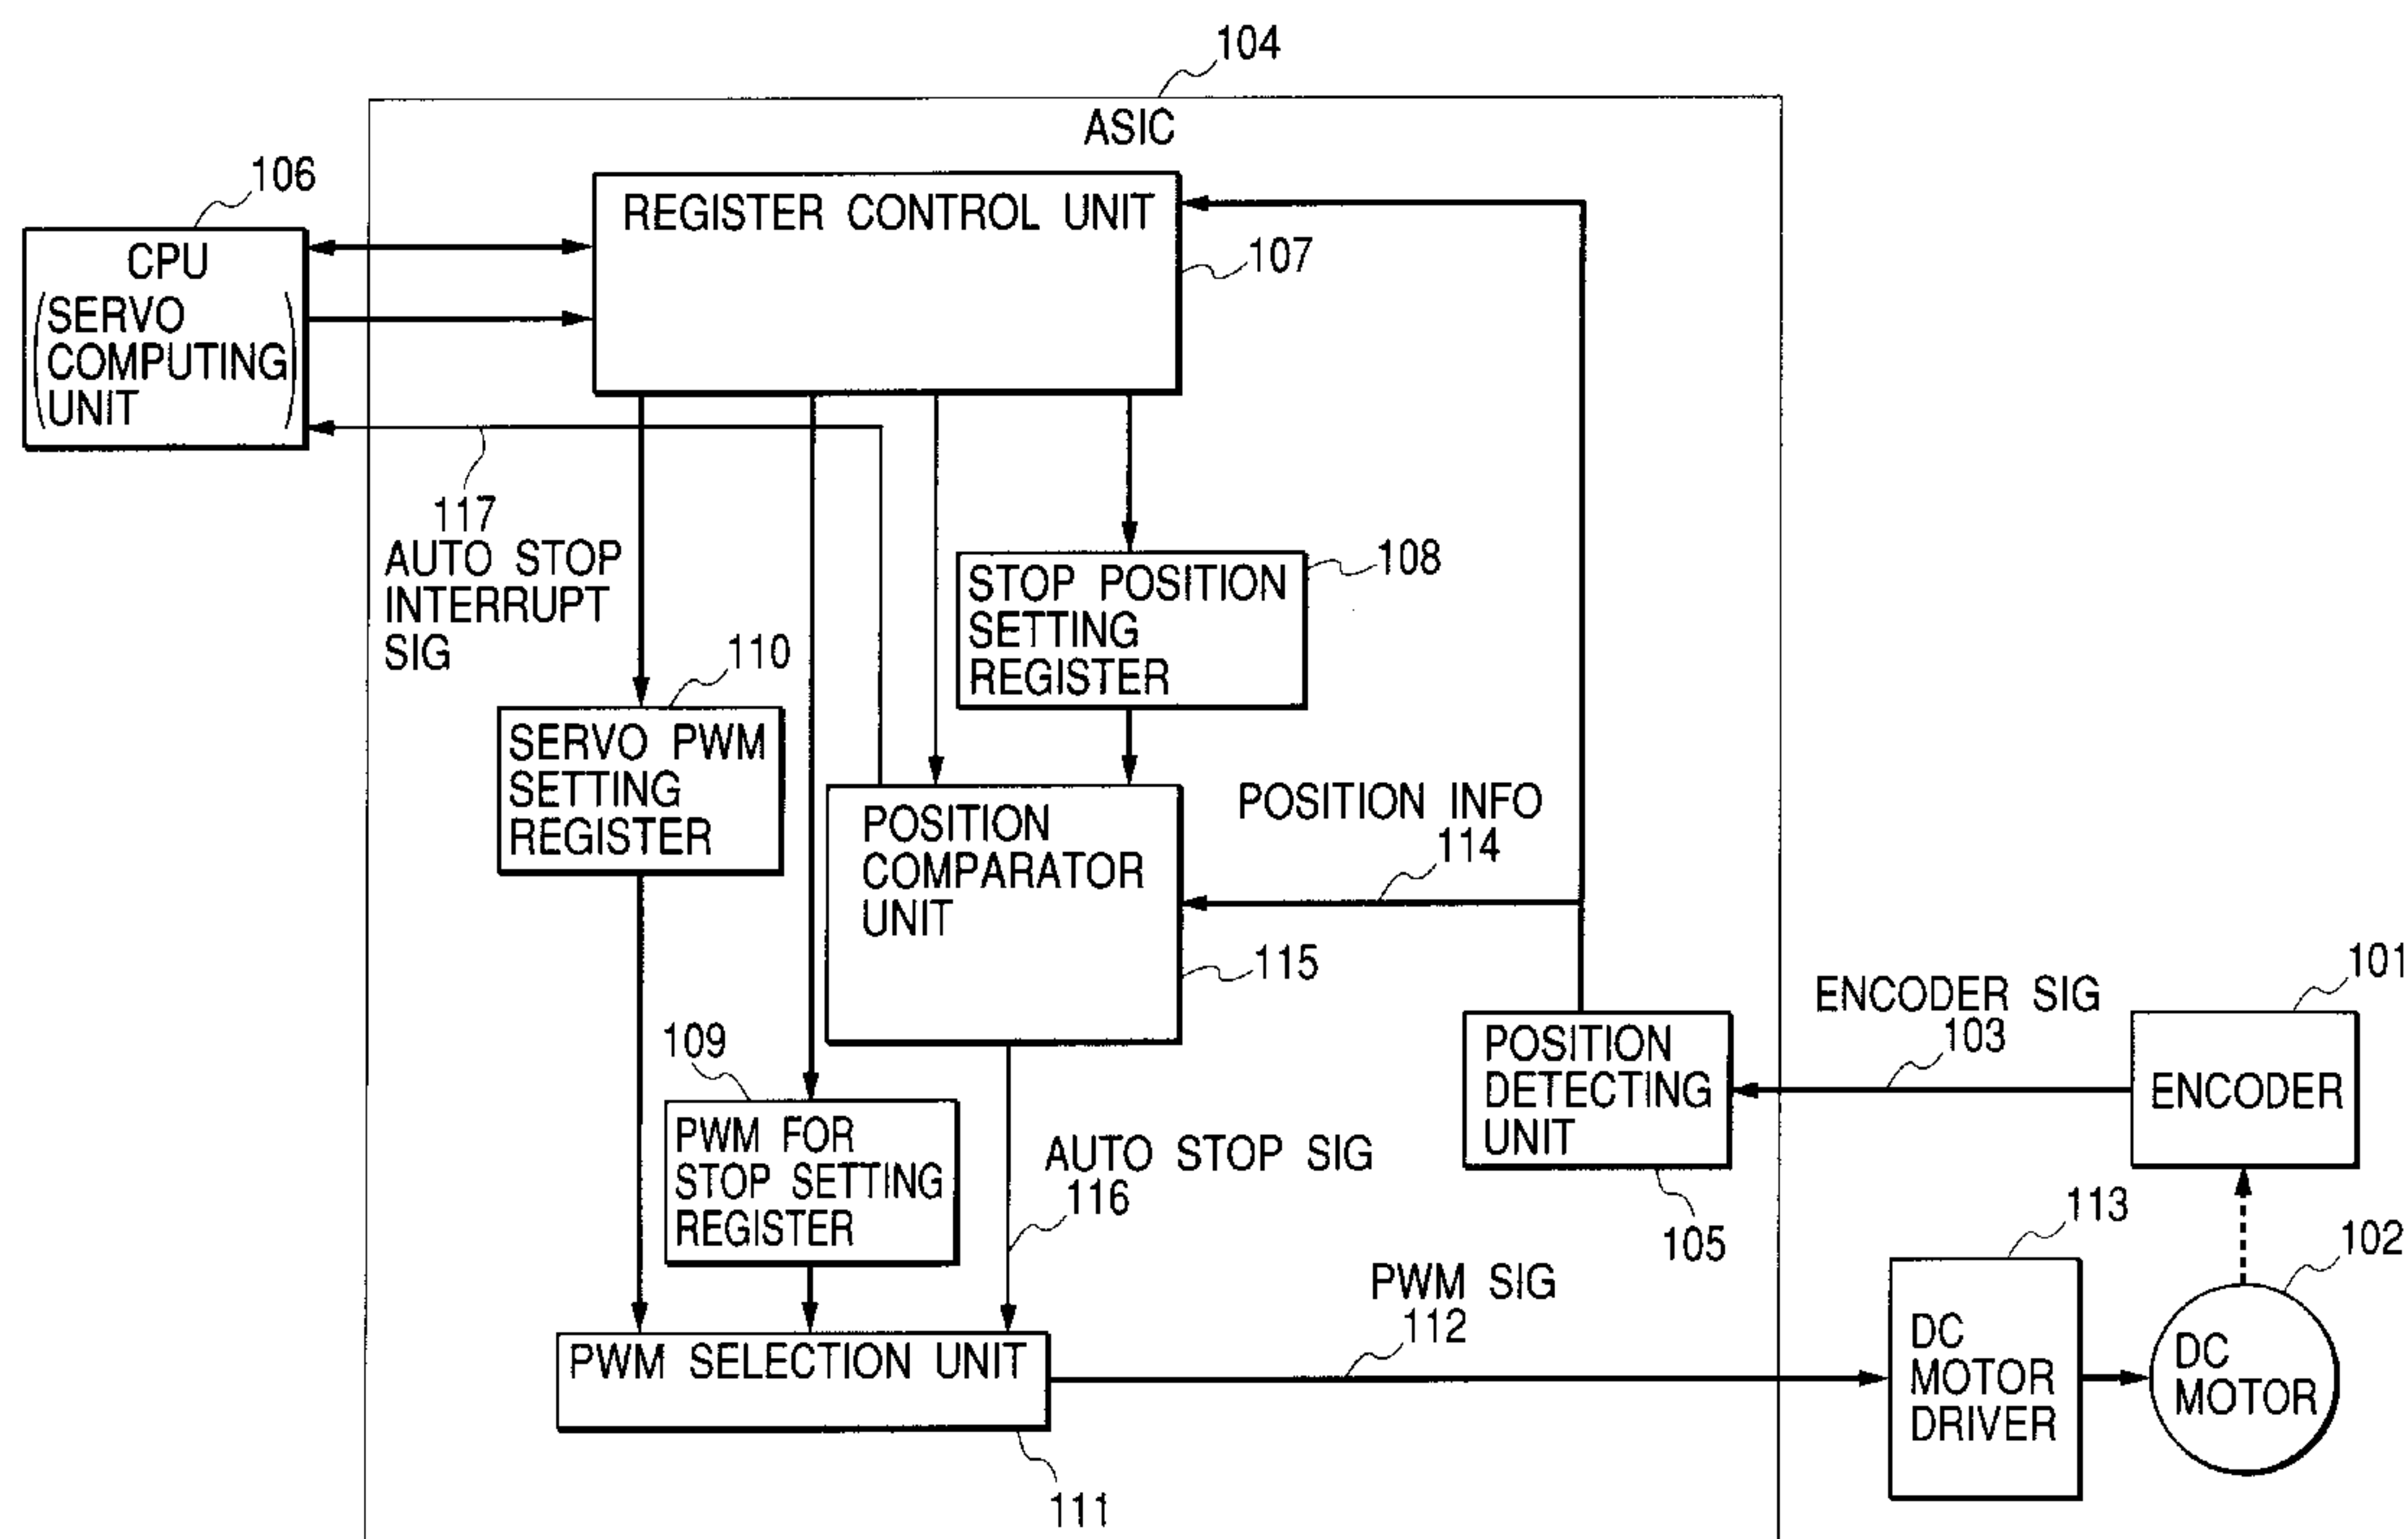 104
ASIC
106
CPU
SERVO
COMPUTING
UNIT
REGISTER CONTROL UNIT
107
117
AUTO STOP
INTERRUPT
SIG
108
STOP POSITION
SETTING
REGISTER
110
SERVO PWM
SETTING
REGISTER
POSITION
COMPARATOR
UNIT
115
POSITION INFO
114
109
PWM FOR
STOP SETTING
REGISTER
AUTO STOP SIG
116
POSITION
DETECTING
UNIT
105
ENCODER SIG
103
101
ENCODER
PWM SELECTION UNIT
111
PWM SIG
112
113
DC
MOTOR
DRIVER
102
DC
MOTOR